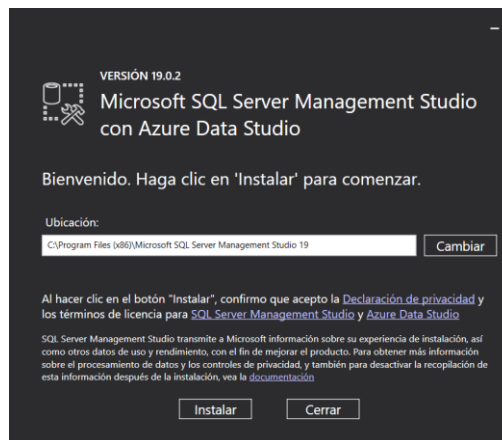 VERSIÓN 19.0.2
Microsoft SQL Server Management Studio
con Azure Data Studio
Bienvenido. Haga clic en 'Instalar' para comenzar.
Ubicación:
C:\Program Files (x86)\Microsoft SQL Server Management Studio 19
Cambiar
Al hacer clic en el botón "Instalar", confirmo que acepto la Declaración de privacidad y
los términos de licencia para SQL Server Management Studio y Azure Data Studio
SQL Server Management Studio transmite a Microsoft información sobre su experiencia de instalación, así
como otros datos de uso y rendimiento, con el fin de mejorar el producto. Para obtener más información
sobre el procesamiento de datos y los controles de privacidad, y también para desactivar la recopilación de
esta información después de la instalación, vea la documentación
Instalar
Cerrar